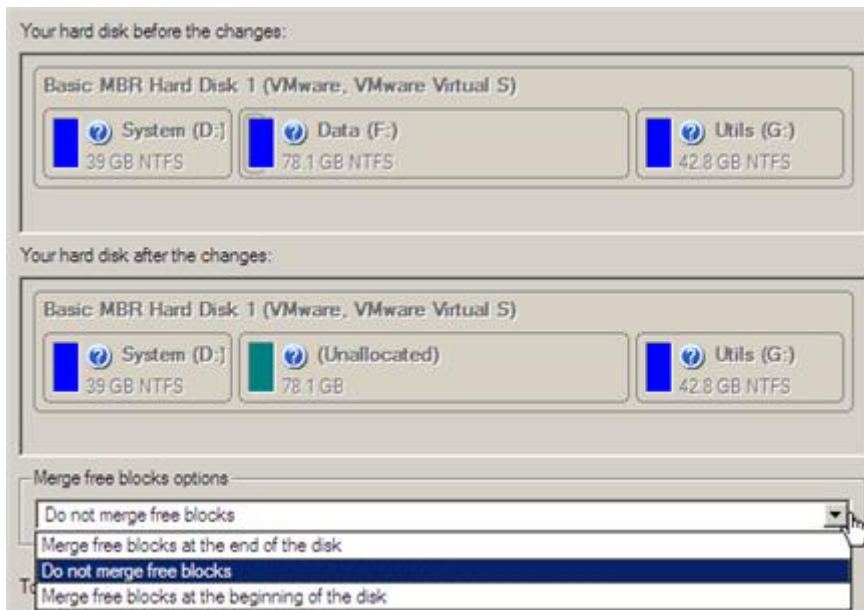 Your hard disk before the changes:
Basic MBR Hard Disk 1 (VMware, VMware Virtual S)
System (D:) Data (F:) Utils (G:)
39 GB NTFS 78.1 GB NTFS 42.8 GB NTFS
Your hard disk after the changes:
Basic MBR Hard Disk 1 (VMware, VMware Virtual S)
System (D:) (Unallocated) Utils (G:)
39 GB NTFS 78.1 GB 42.8 GB NTFS
Merge free blocks options
Do not merge free blocks
Merge free blocks at the end of the disk
Do not merge free blocks
Merge free blocks at the beginning of the disk